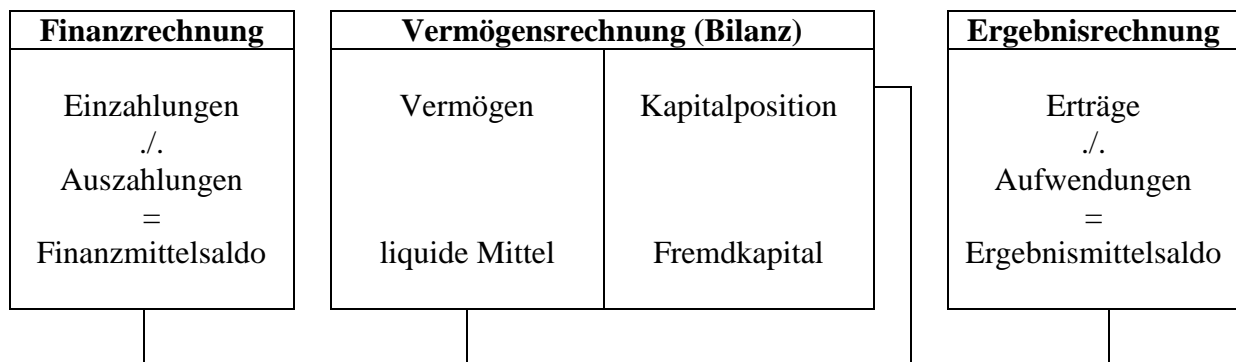 Finanzrechnung
Einzahlungen
./.
Auszahlungen
=
Finanzmittelsaldo
Vermögensrechnung (Bilanz)
Vermögen
liquide Mittel
Kapitalposition
Fremdkapital
Ergebnisrechnung
Erträge
./.
Aufwendungen
=
Ergebnismittelsaldo